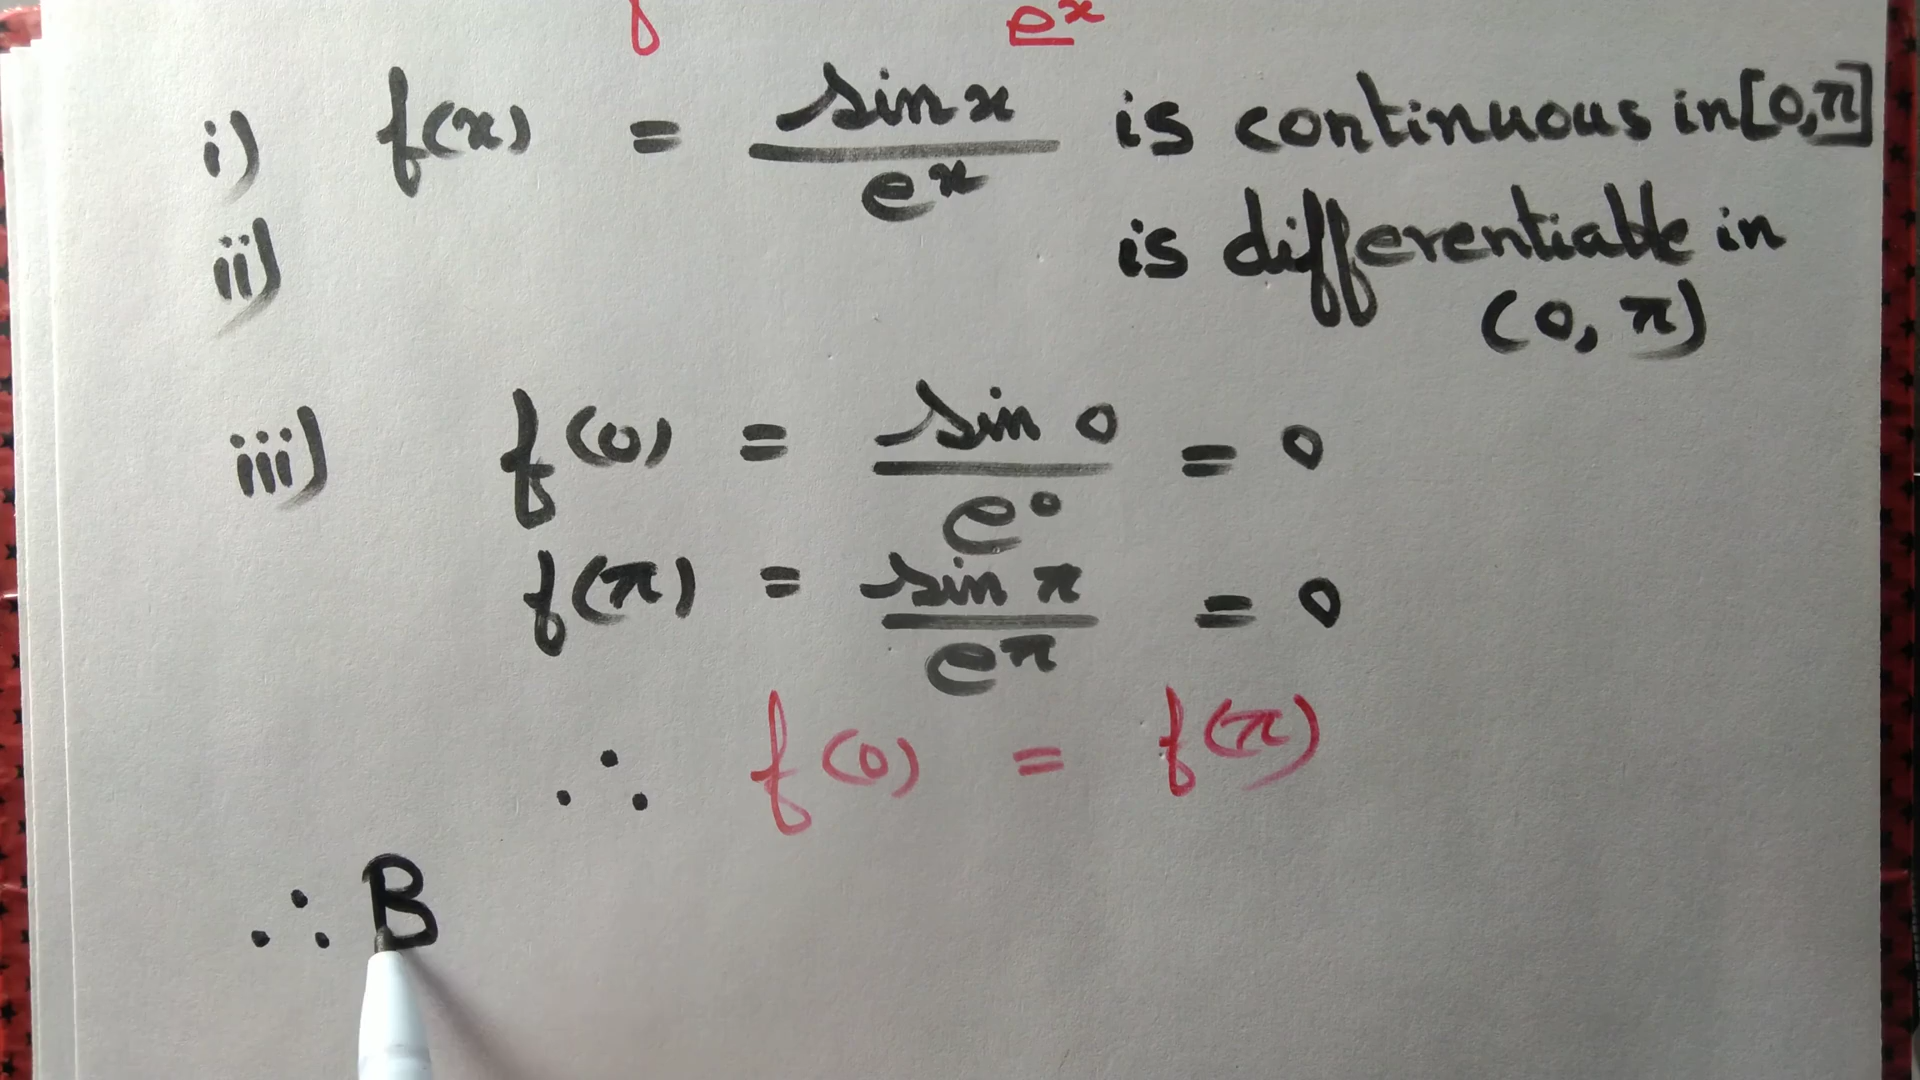 e^x
i) f(x) = sin x / e^x is continuous in [0,π]
ii) is differentiable in
(0, π)
iii) f(0) = sin 0 / e^0 = 0
f(π) = sin π / e^π = 0
∴ f(0) = f(π)
∴ B